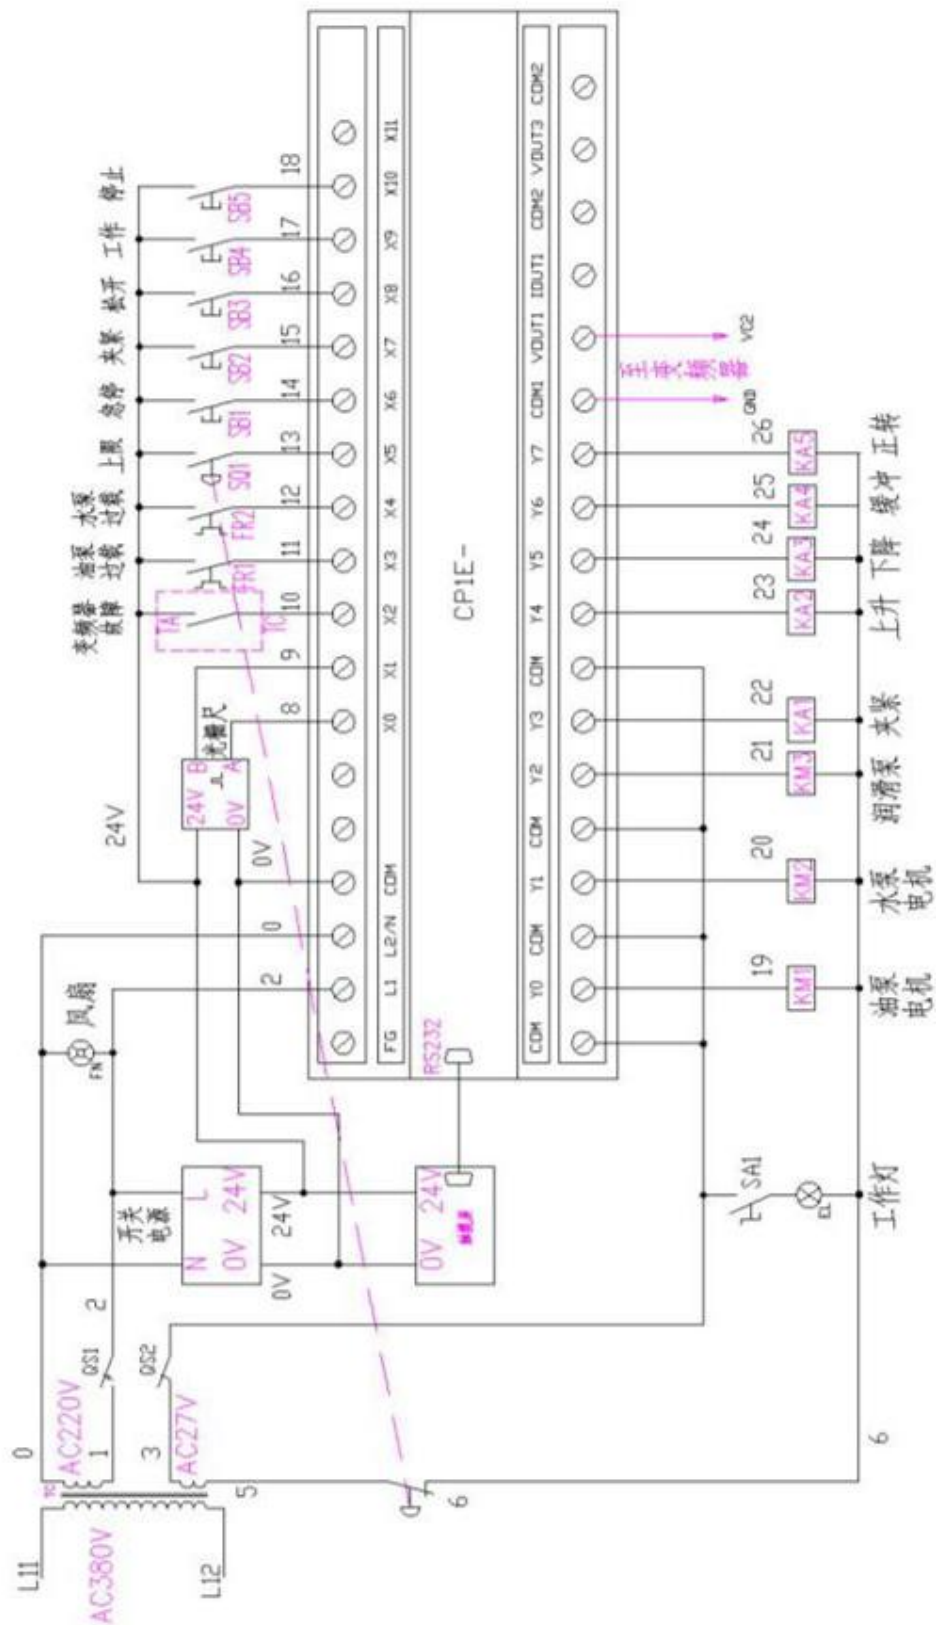 L11
0
TC
AC220V
AC380V
1
QS1
2
3
QS2
AC27V
L12
5
6
6
风扇
FN
开关
电源
N
L
0V
24V
0V
24V
0V
24V
RS232
24V
0V
24V
B
0V
A
光栅尺
变频器
故障
油泵
过载
水泵
过载
上限
急停
夹紧
松开
工作
停止
TA
TC
FR1
FR2
SQ1
SB1
SB2
SB3
SB4
SB5
2
0
8
9
10
11
12
13
14
15
16
17
18
FG
L1
L2/N
COM
X0
X1
X2
X3
X4
X5
X6
X7
X8
X9
X10
X11
CP1E-
COM
Y0
COM
Y1
COM
Y2
Y3
COM
Y4
Y5
Y6
Y7
COM1
VOUT1
IOUT1
COM2
VOUT3
COM2
至变频器
GND
VC2
SA1
EL
19
20
21
22
23
24
25
26
KM1
KM2
KM3
KA1
KA2
KA3
KA4
KA5
工作灯
油泵
电机
水泵
电机
润滑泵
夹紧
上升
下降
缓冲
正转